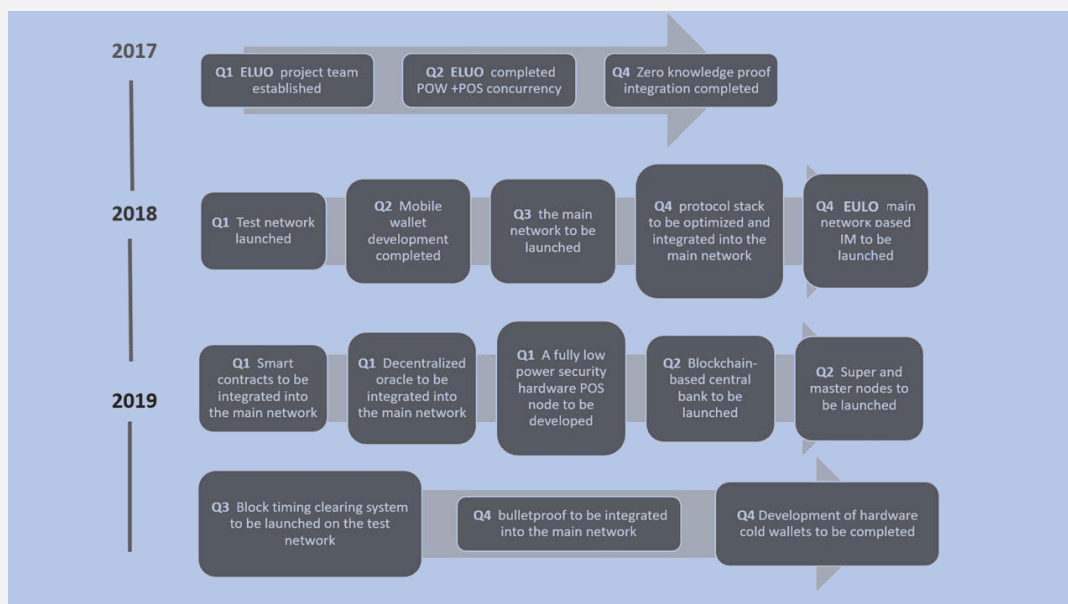 2017
Q1 ELUO project team
established
Q2 ELUO completed
POW +POS concurrency
Q4 Zero knowledge proof
integration completed
2018
Q1 Test network
launched
Q2 Mobile
wallet
development
completed
Q3 the main
network to be
launched
Q4 protocol stack
to be optimized and
integrated into the
main network
Q4 EULO main
network based
IM to be
launched
2019
Q1 Smart
contracts to be
integrated into
the main network
Q1 Decentralized
oracle to be
integrated into
the main network
Q1 A fully low
power security
hardware POS
node to be
developed
Q2 Blockchain-
based central
bank to be
launched
Q2 Super and
master nodes to
be launched
Q3 Block timing clearing system
to be launched on the test
network
Q4 bulletproof to be integrated
into the main network
Q4 Development of hardware
cold wallets to be completed